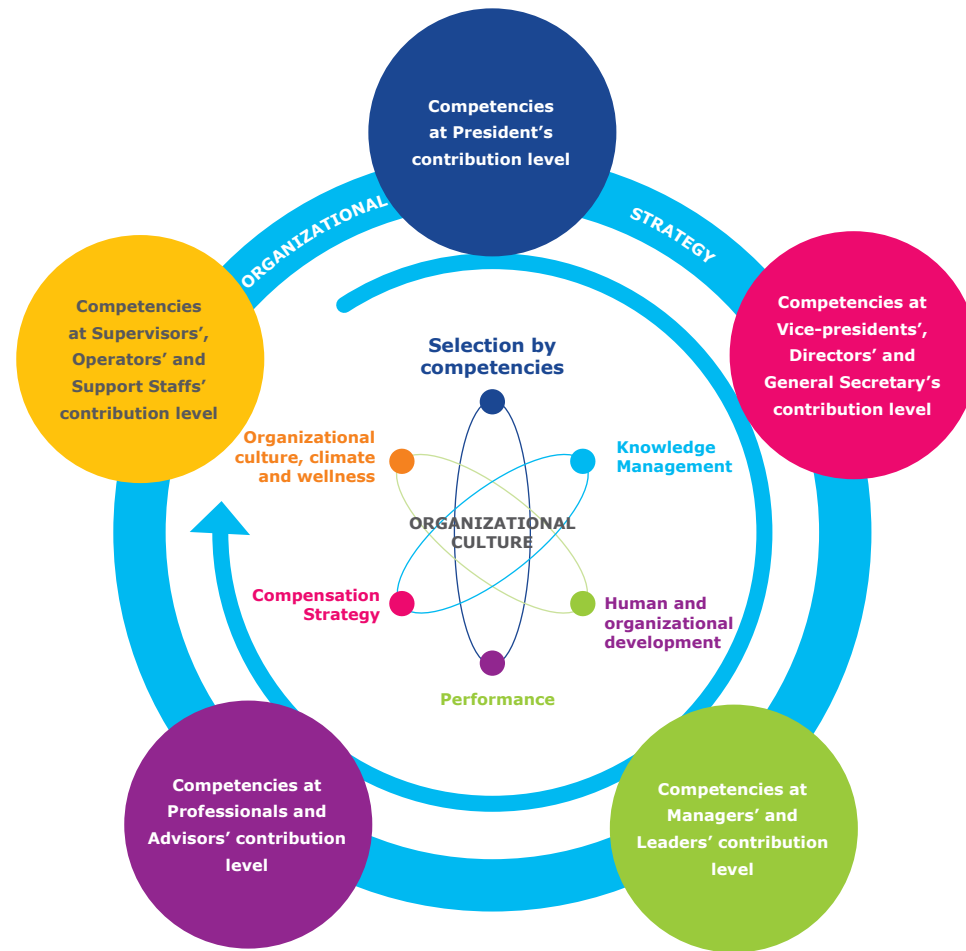 Competencies
at President's
contribution level
ORGANIZATIONAL
STRATEGY
Competencies
at Supervisors',
Operators' and
Support Staffs'
contribution level
Competencies at
Vice-presidents',
Directors' and
General Secretary's
contribution level
Selection by
competencies
Organizational
culture, climate
and wellness
Knowledge
Management
ORGANIZATIONAL
CULTURE
Compensation
Strategy
Human and
organizational
development
Performance
Competencies at
Professionals and
Advisors' contribution
level
Competencies at
Managers' and
Leaders' contribution
level